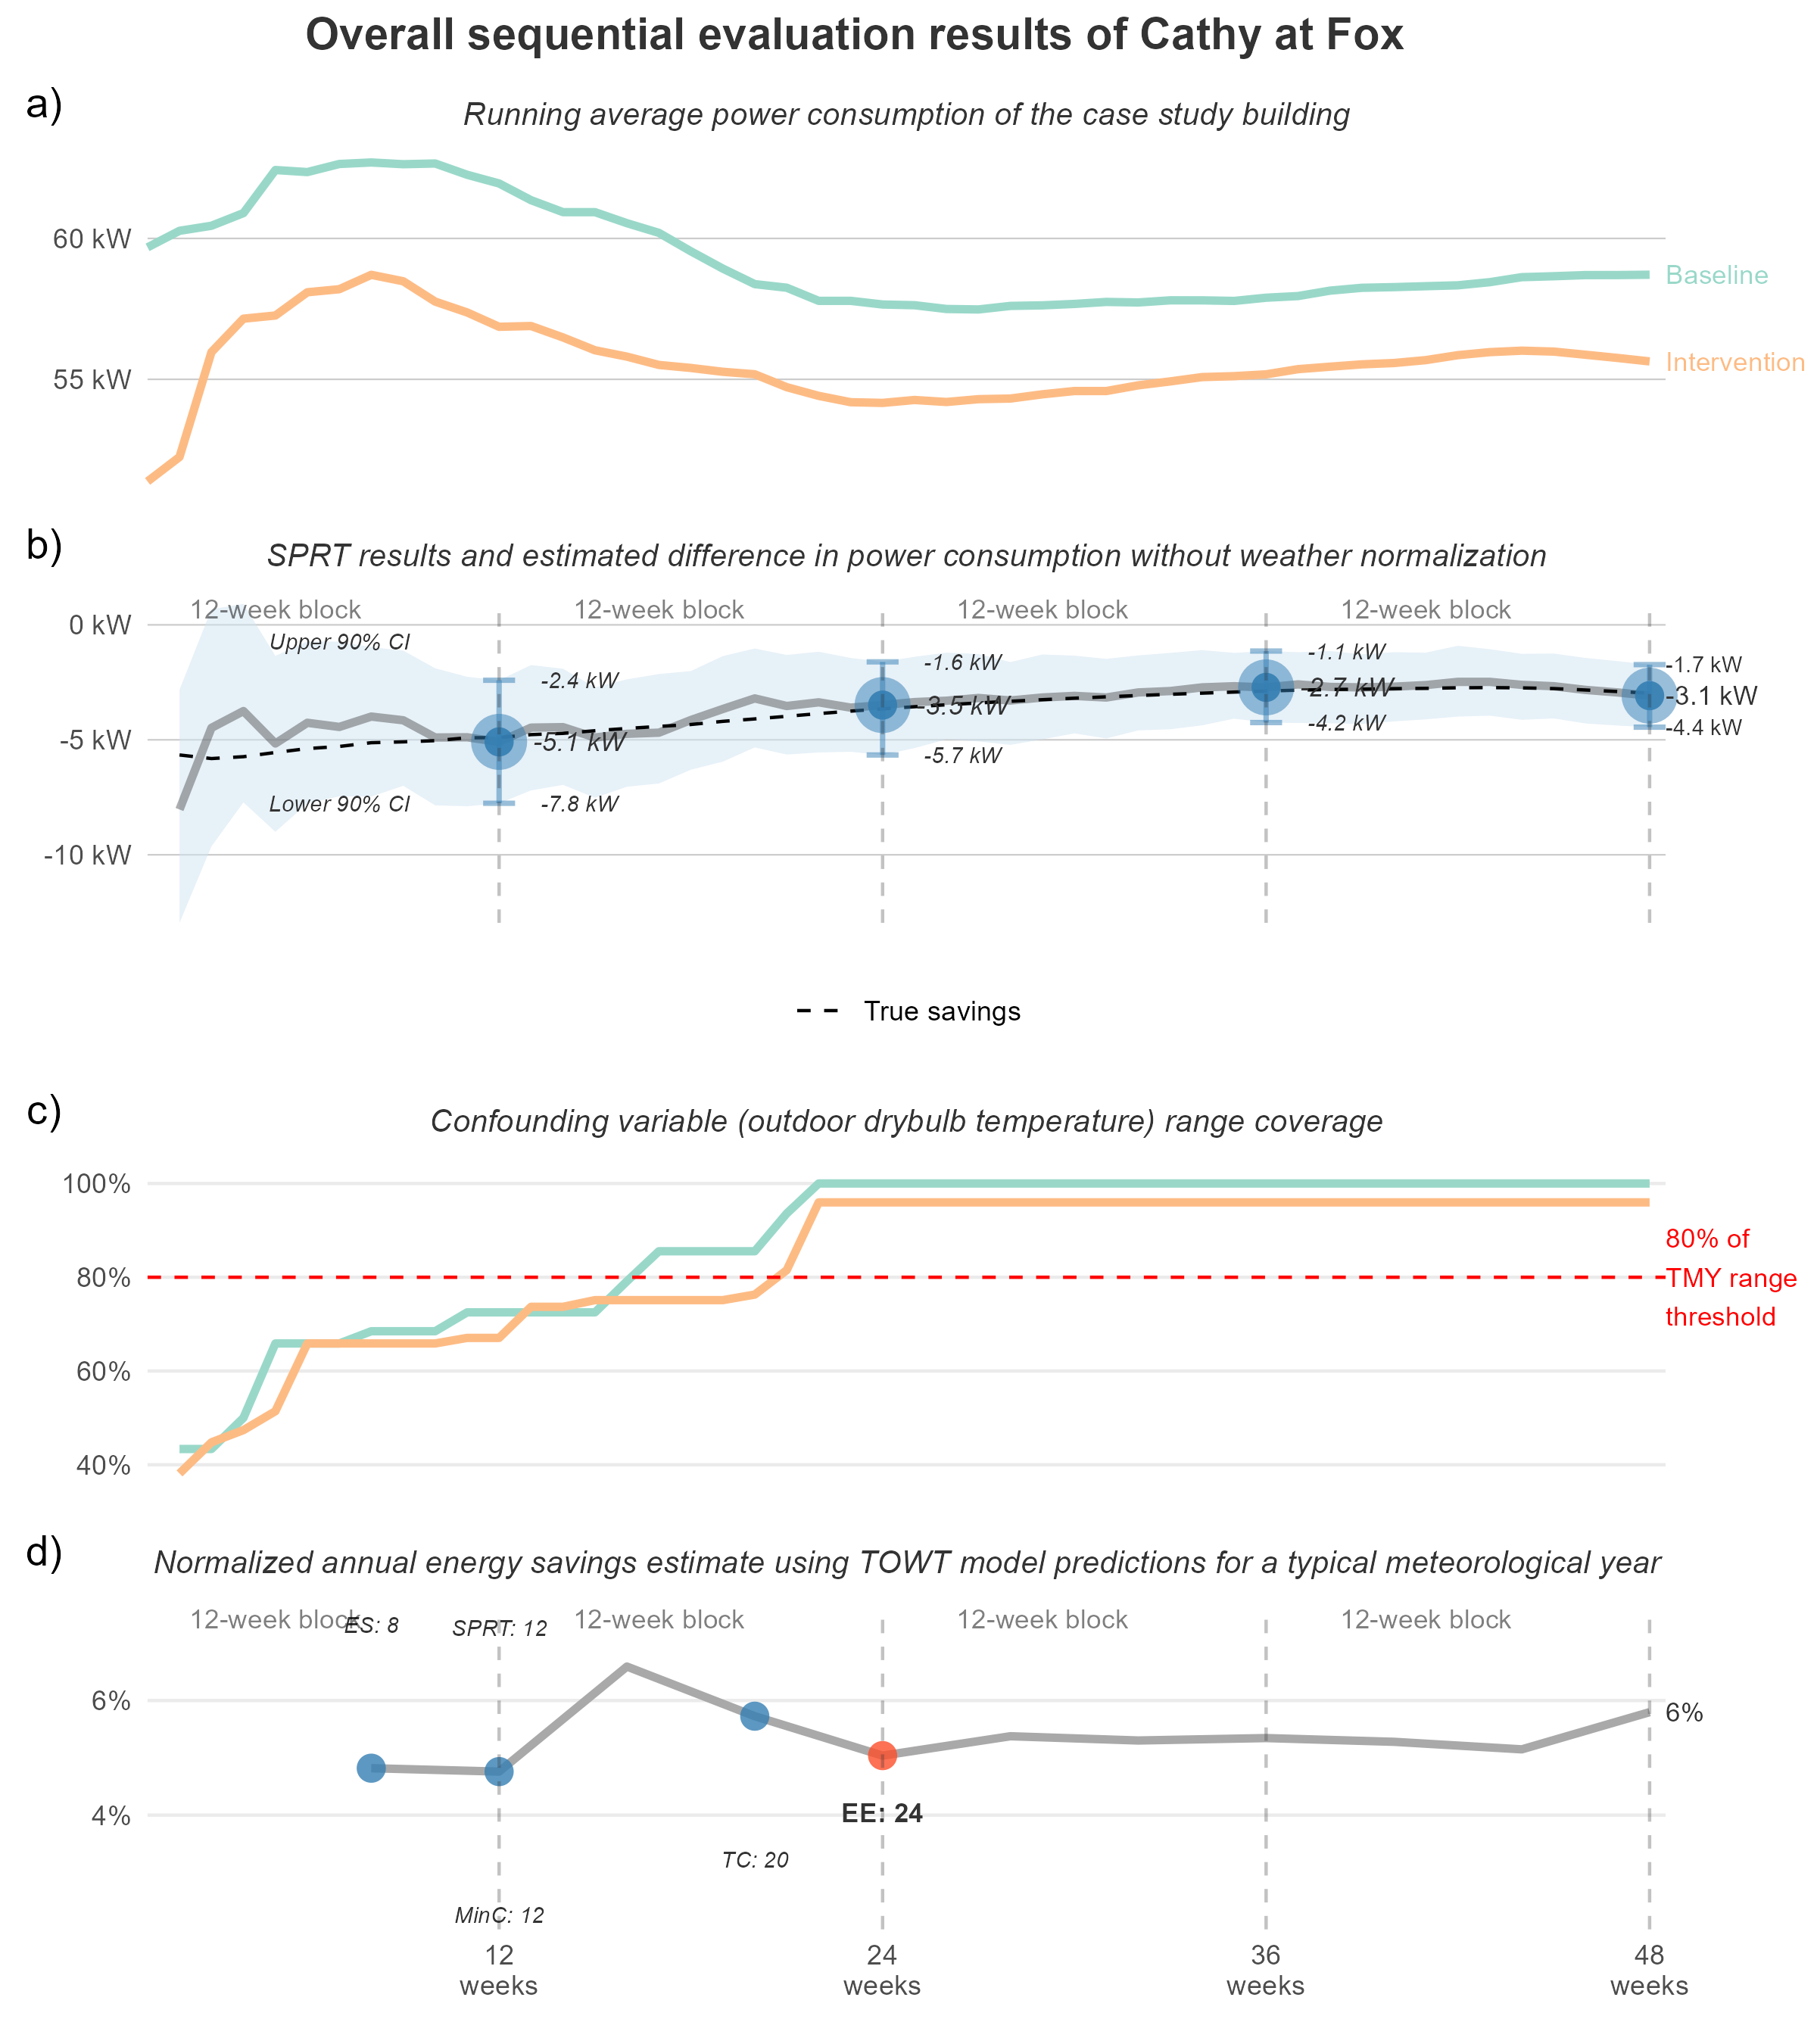 Overall sequential evaluation results of Cathy at Fox
a)
Running average power consumption of the case study building
60 kW
55 kW
Baseline
Intervention
b)
SPRT results and estimated difference in power consumption without weather normalization
12-week block
12-week block
12-week block
12-week block
0 kW
-5 kW
-10 kW
Upper 90% CI
Lower 90% CI
-2.4 kW
-5.1 kW
-7.8 kW
-1.6 kW
-3.5 kW
-5.7 kW
-1.1 kW
-2.7 kW
-4.2 kW
-1.7 kW
-3.1 kW
-4.4 kW
True savings
c)
Confounding variable (outdoor drybulb temperature) range coverage
100%
80%
60%
40%
80% of
TMY range
threshold
d)
Normalized annual energy savings estimate using TOWT model predictions for a typical meteorological year
12-week block
12-week block
12-week block
12-week block
ES: 8
SPRT: 12
6%
4%
6%
EE: 24
TC: 20
MinC: 12
12
weeks
24
weeks
36
weeks
48
weeks